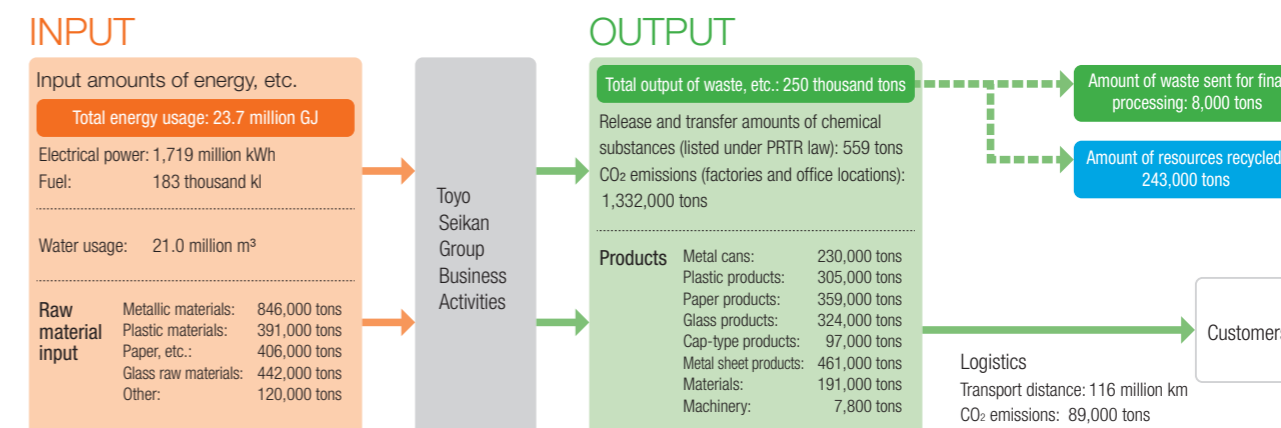 INPUT
Input amounts of energy, etc.
Total energy usage: 23.7 million GJ
Electrical power: 1,719 million kWh
Fuel: 183 thousand kl
Water usage: 21.0 million m³
Raw material input
Metallic materials: 846,000 tons
Plastic materials: 391,000 tons
Paper, etc.: 406,000 tons
Glass raw materials: 442,000 tons
Other: 120,000 tons
Toyo
Seikan
Group
Business
Activities
OUTPUT
Total output of waste, etc.: 250 thousand tons
Release and transfer amounts of chemical
substances (listed under PRTR law): 559 tons
CO₂ emissions (factories and office locations):
1,332,000 tons
Products
Metal cans: 230,000 tons
Plastic products: 305,000 tons
Paper products: 359,000 tons
Glass products: 324,000 tons
Cap-type products: 97,000 tons
Metal sheet products: 461,000 tons
Materials: 191,000 tons
Machinery: 7,800 tons
Amount of waste sent for fina
processing: 8,000 tons
Amount of resources recycled
243,000 tons
Customers
Logistics
Transport distance: 116 million km
CO₂ emissions: 89,000 tons